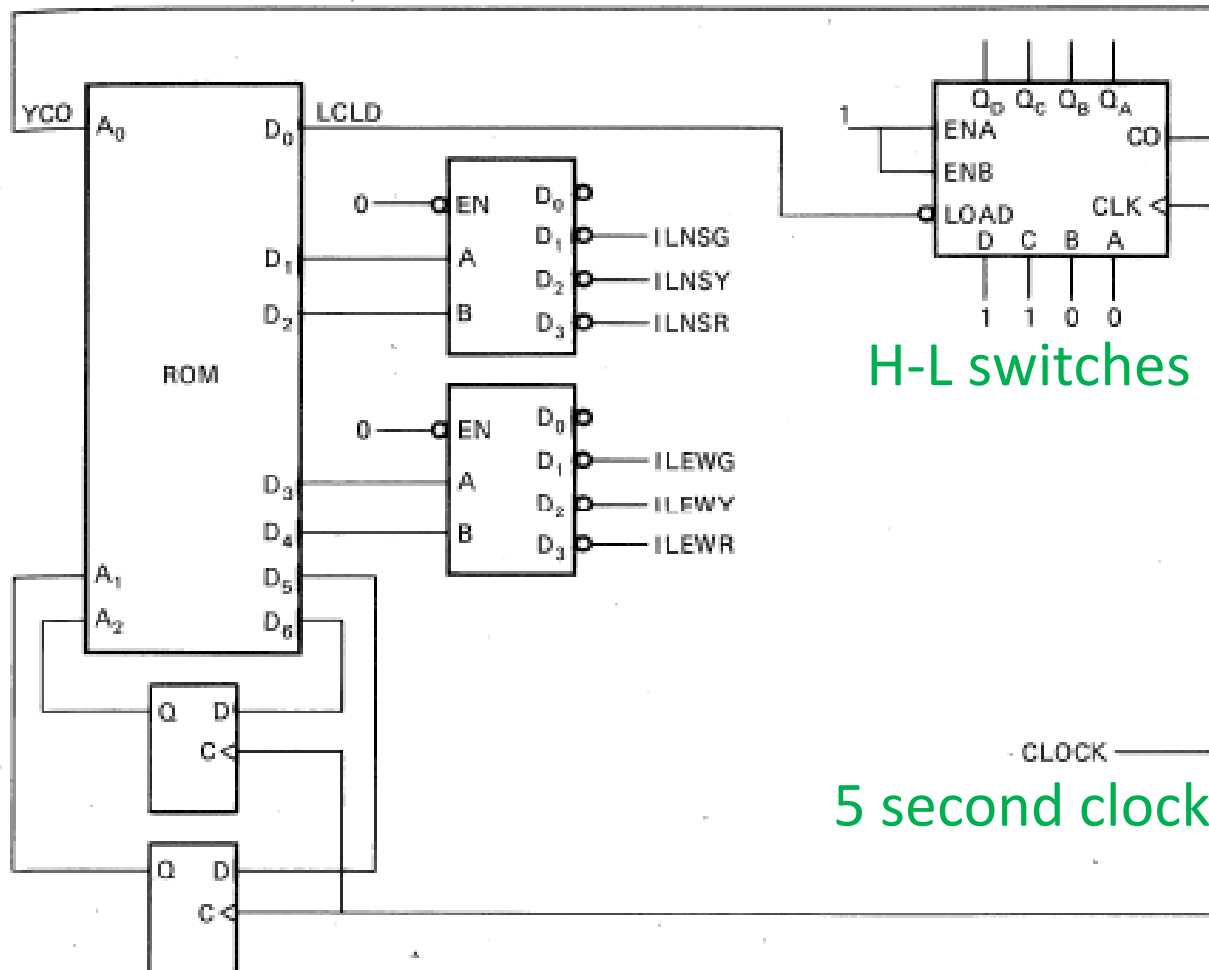 YCO
A0
D0
LCLD
ROM
D1
D2
D3
D4
A1
D5
A2
D6
0
EN
D0
D1
ILNSG
A
D2
ILNSY
B
D3
ILNSR
0
EN
D0
D1
ILEWG
A
D2
ILEWY
B
D3
ILEWR
1
QD QC QB QA
ENA
CO
ENB
LOAD
CLK
D C B A
1 1 0 0
H-L switches
Q D
C
Q D
C
CLOCK
5 second clock